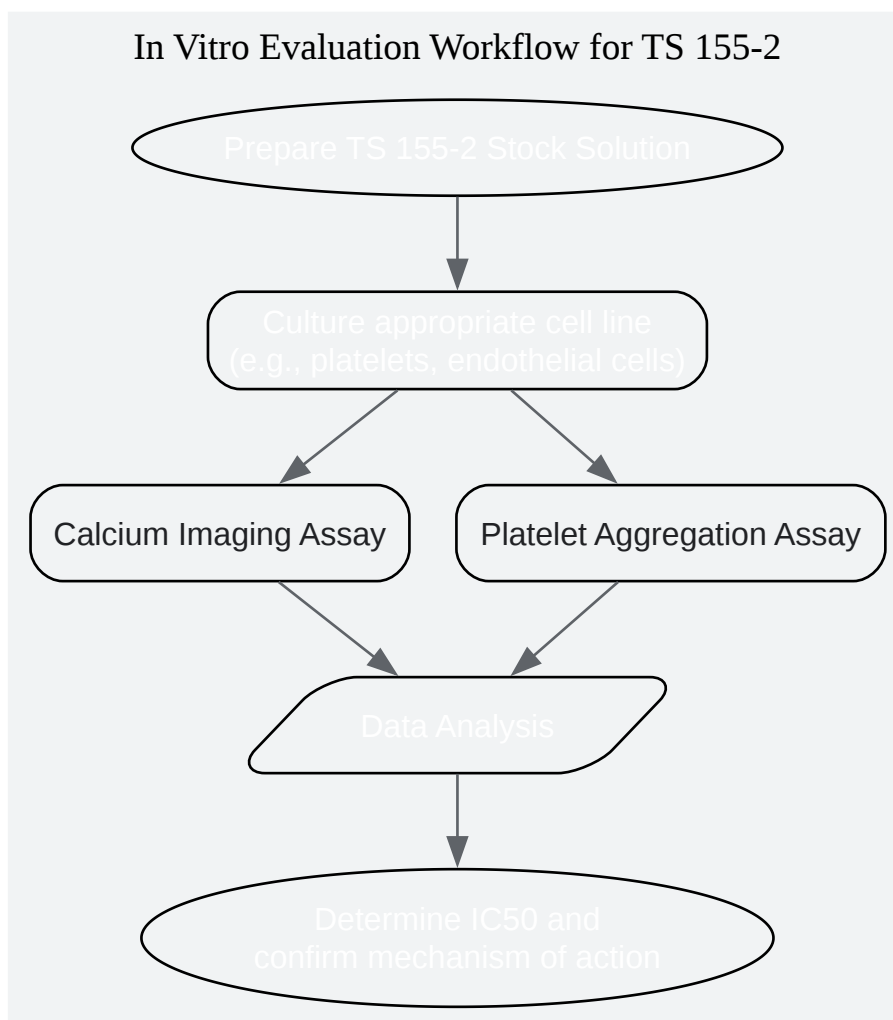 In Vitro Evaluation Workflow for TS 155-2
Prepare TS 155-2 Stock Solution
Culture appropriate cell line
(e.g., platelets, endothelial cells)
Calcium Imaging Assay
Platelet Aggregation Assay
Data Analysis
Determine IC50 and
confirm mechanism of action